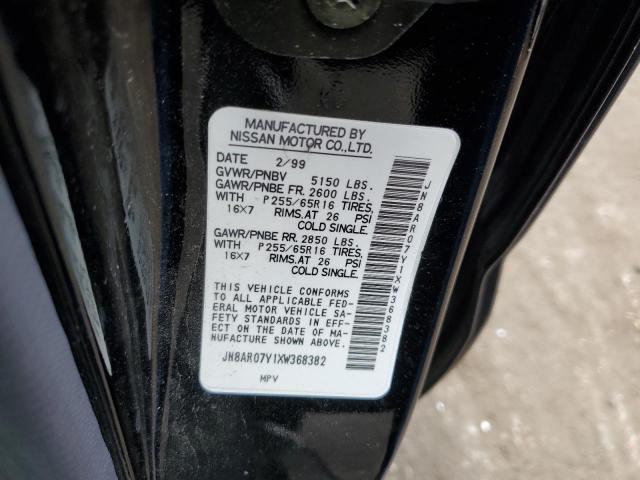 MANUFACTURED BY
NISSAN MOTOR CO.,LTD.
DATE 2/99
GVWR/PNBV 5150 LBS.
GAWR/PNBE FR. 2600 LBS.
WITH P255/65R16 TIRES,
16X7 RIMS,AT 26 PSI
COLD SINGLE.
GAWR/PNBE RR. 2850 LBS.
WITH P255/65R16 TIRES,
16X7 RIMS,AT 26 PSI
COLD SINGLE.
THIS VEHICLE CONFORMS
TO ALL APPLICABLE FED-
ERAL MOTOR VEHICLE SA-
FETY STANDARDS IN EFF-
ECT ON THE DATE OF MA-
NUFACTURE SHOWN ABOVE.
JN8AR07Y1XW368382
MPV
JN8AR07Y1XW368382